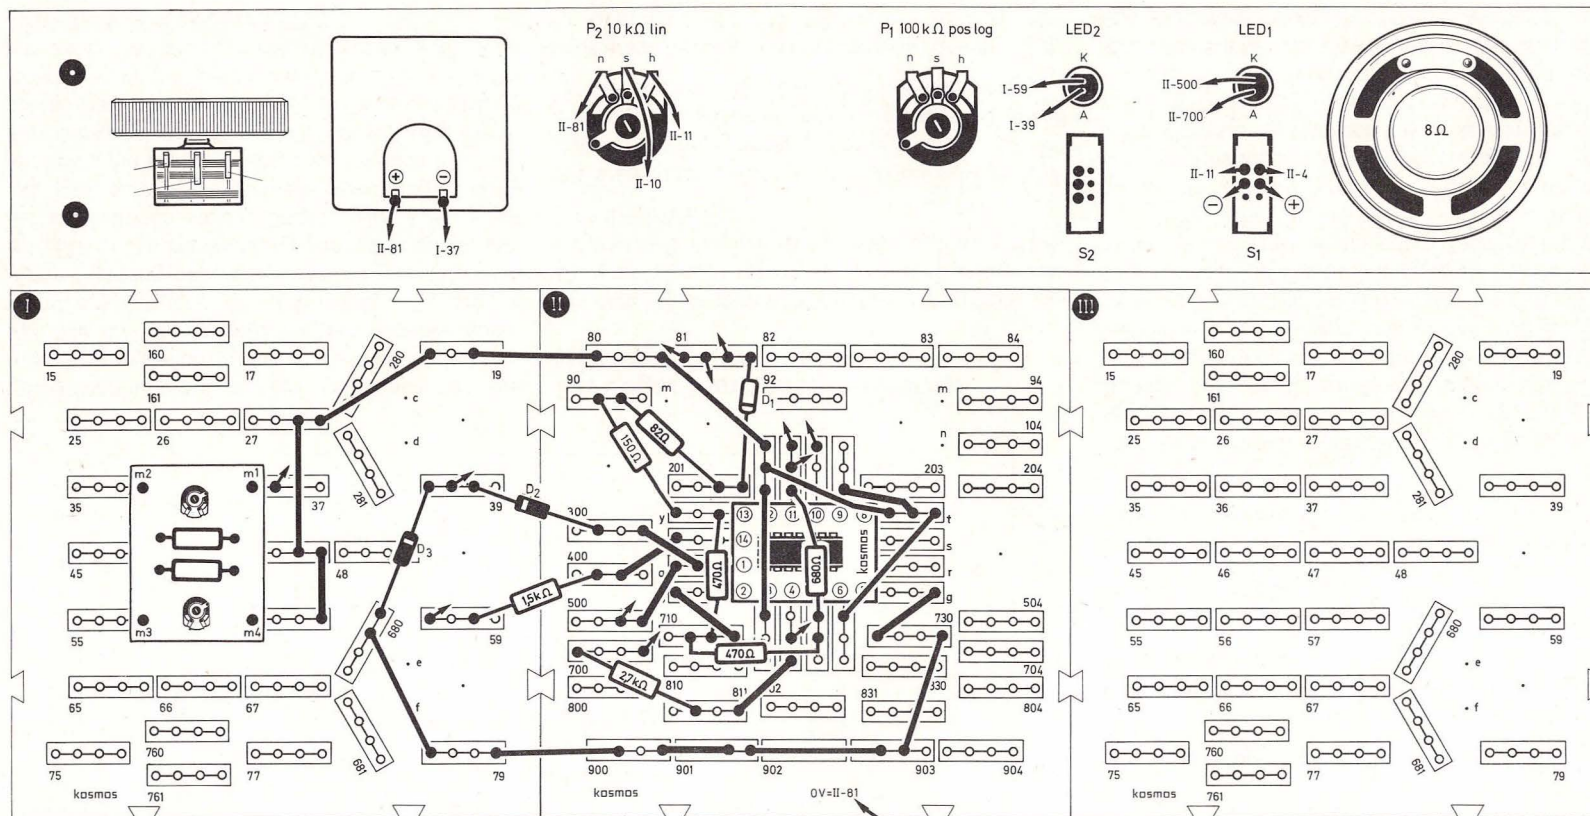 P2 10 kΩ lin
P1 100 kΩ pos log
LED2
LED1
n s h
n s h
K
K
I-59
II-500
I-39
A
II-700
A
II-81
II-11
II-10
8 Ω
+ −
II-81 I-37
II-11 II-4
− +
S2
S1
I
II
III
15 160 161 17 280 19
25 26 27 c d 281
m2 m1
35 37 39
D2
45 48 D3
55 m3 m4 680 59
65 66 67 e f 681
75 760 761 77 79
kosmos
80 81 82 83 84
90 m 92 D1 m 94
n 104
150Ω 82Ω
201 203 204
300 y 13 2 11 10 9 8 t
14 s
400 1 r
470Ω 680Ω kosmos
1,5kΩ
2 3 4 6 g
500 710 730 504
470Ω
700 2,7kΩ 810 811 831 704
800 804
900 901 902 903 904
kosmos
0V=II-81
15 160 161 17 280 19
25 26 27 c d 281
35 36 37 39
45 46 47 48
55 56 57 680 59
65 66 67 e f 681
75 760 761 77 79
kosmos